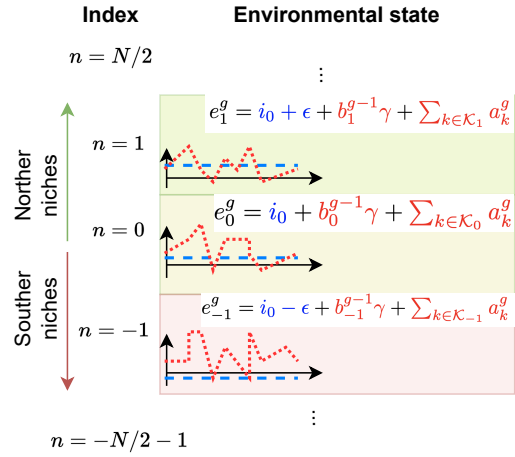 Index Environmental state
n = N/2
⋮
e_1^g = i_0 + ϵ + b_1^{g−1}γ + ∑_{k∈𝒦_1} a_k^g
n = 1
Norther niches
e_0^g = i_0 + b_0^{g−1}γ + ∑_{k∈𝒦_0} a_k^g
n = 0
Souther niches
e_{−1}^g = i_0 − ϵ + b_{−1}^{g−1}γ + ∑_{k∈𝒦_{−1}} a_k^g
n = −1
⋮
n = −N/2 − 1